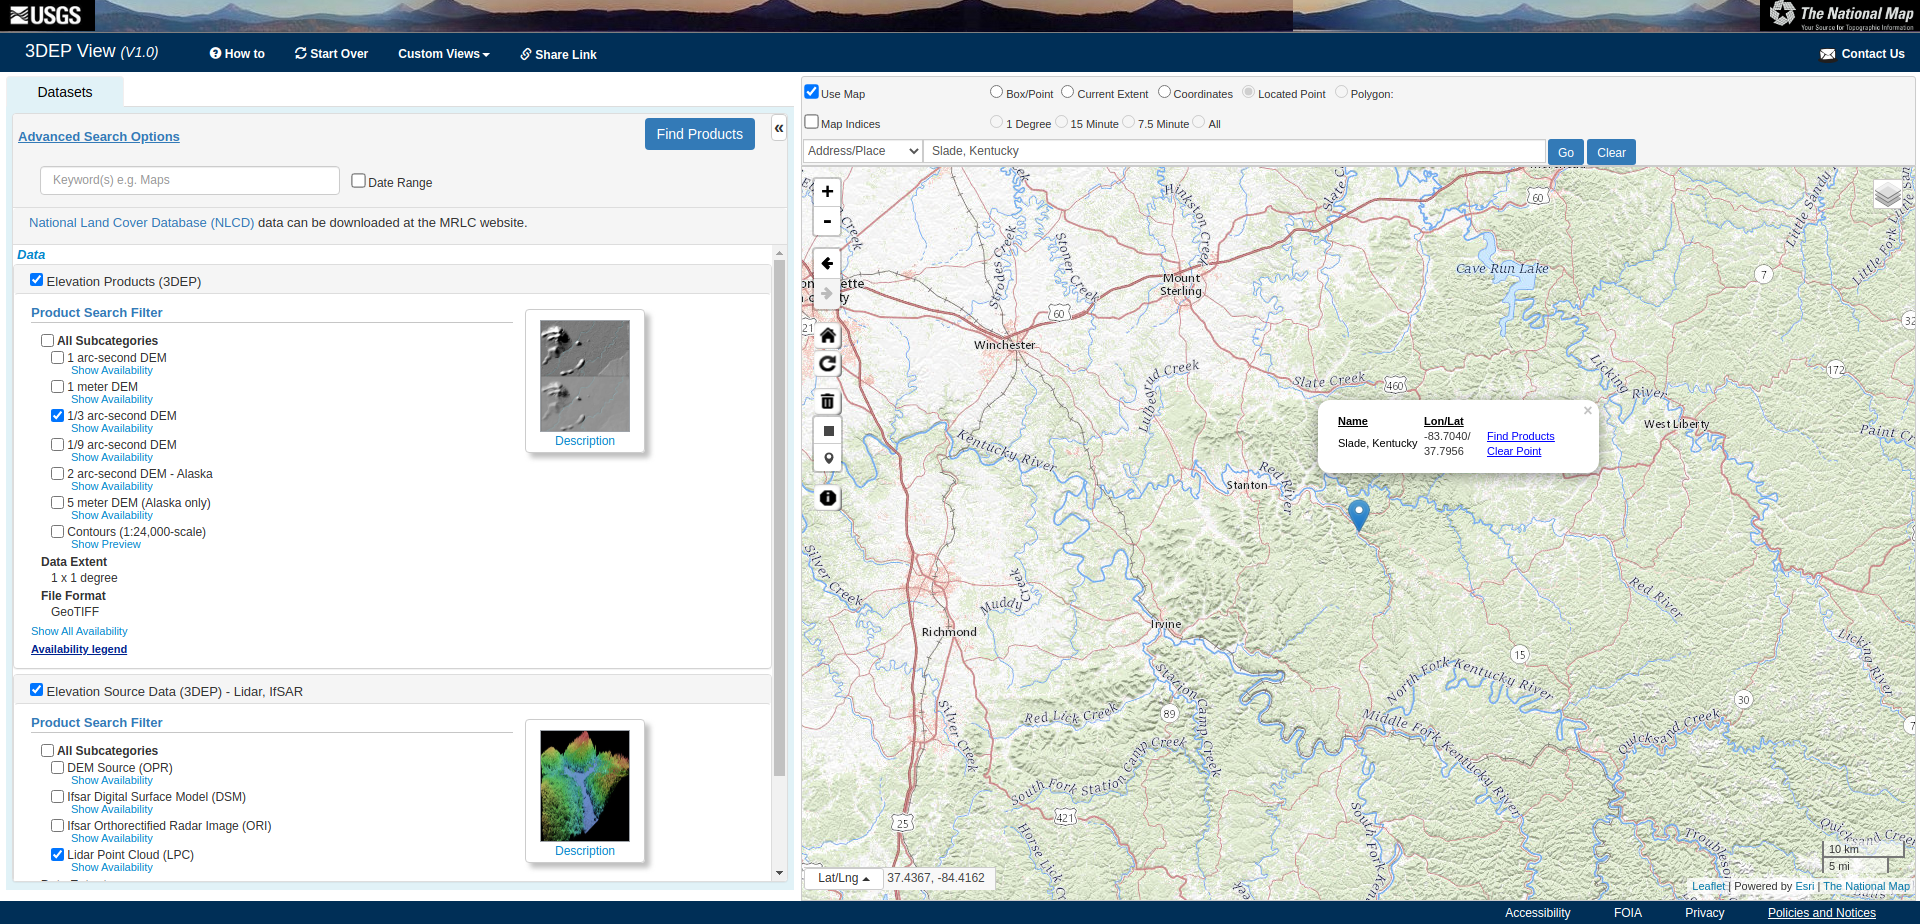 USGS
The National Map
Your Source for Topographic Information
3DEP View (V1.0)
How to
Start Over
Custom Views
Share Link
Contact Us
Datasets
Advanced Search Options
Find Products
«
Keyword(s) e.g. Maps
Date Range
National Land Cover Database (NLCD) data can be downloaded at the MRLC website.
Data
Elevation Products (3DEP)
Product Search Filter
All Subcategories
1 arc-second DEM
Show Availability
1 meter DEM
Show Availability
1/3 arc-second DEM
Show Availability
1/9 arc-second DEM
Show Availability
2 arc-second DEM - Alaska
Show Availability
5 meter DEM (Alaska only)
Show Availability
Contours (1:24,000-scale)
Show Preview
Data Extent
1 x 1 degree
File Format
GeoTIFF
Show All Availability
Availability legend
Description
Elevation Source Data (3DEP) - Lidar, IfSAR
Product Search Filter
All Subcategories
DEM Source (OPR)
Show Availability
Ifsar Digital Surface Model (DSM)
Show Availability
Ifsar Orthorectified Radar Image (ORI)
Show Availability
Lidar Point Cloud (LPC)
Show Availability
Description
Use Map
Box/Point
Current Extent
Coordinates
Located Point
Polygon:
Map Indices
1 Degree
15 Minute
7.5 Minute
All
Address/Place
Slade, Kentucky
Go
Clear
+
-
Hinkston Creek
Slate C
60
Little Sandy
Little Fork
Strodes Creek
Stoner Creek
Mount
Sterling
Cave Run Lake
7
60
Winchester
32
Lulbegrud Creek
Slate Creek
460
Licking River
172
Name
Lon/Lat
Slade, Kentucky
-83.7040/
37.7956
Find Products
Clear Point
×
West Liberty
Paint Cr
Kentucky River
Red River
Stanton
Silver Creek
Muddy
Creek
Richmond
Irvine
Red River
Licking River
15
North Fork Kentucky River
30
Station Camp Creek
Red Lick Creek
89
Middle Fork Kentucky River
Quicksand Creek
Silver Creek
South Fork Station Camp Creek
421
25
Horse Lick C
South Fork Ken
Troubleso
Quicksand Cree
10 km
5 mi
Lat/Lng
37.4367, -84.4162
Leaflet | Powered by Esri | The National Map
Accessibility
FOIA
Privacy
Policies and Notices